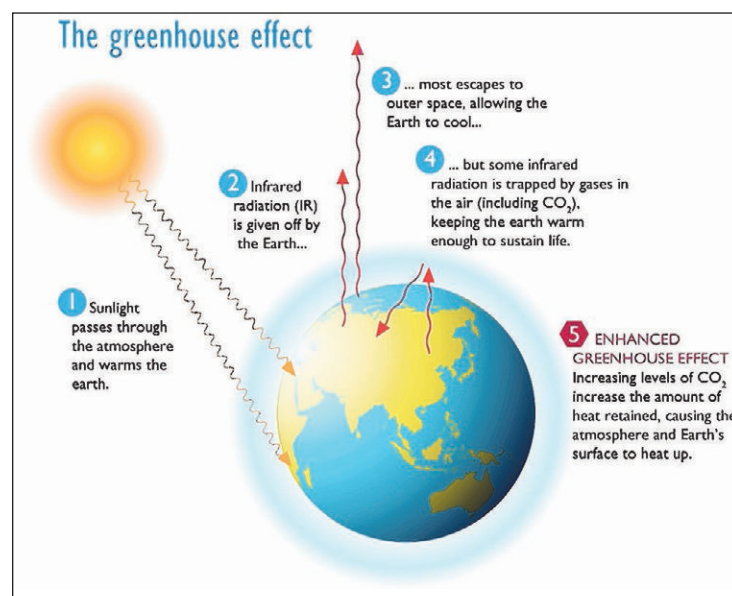 The greenhouse effect
1 Sunlight
passes through
the atmosphere
and warms the
earth.
2 Infrared
radiation (IR)
is given off by
the Earth...
3 ... most escapes to
outer space, allowing the
Earth to cool...
4 ... but some infrared
radiation is trapped by gases in
the air (including CO₂),
keeping the earth warm
enough to sustain life.
5 ENHANCED
GREENHOUSE EFFECT
Increasing levels of CO₂
increase the amount of
heat retained, causing the
atmosphere and Earth's
surface to heat up.